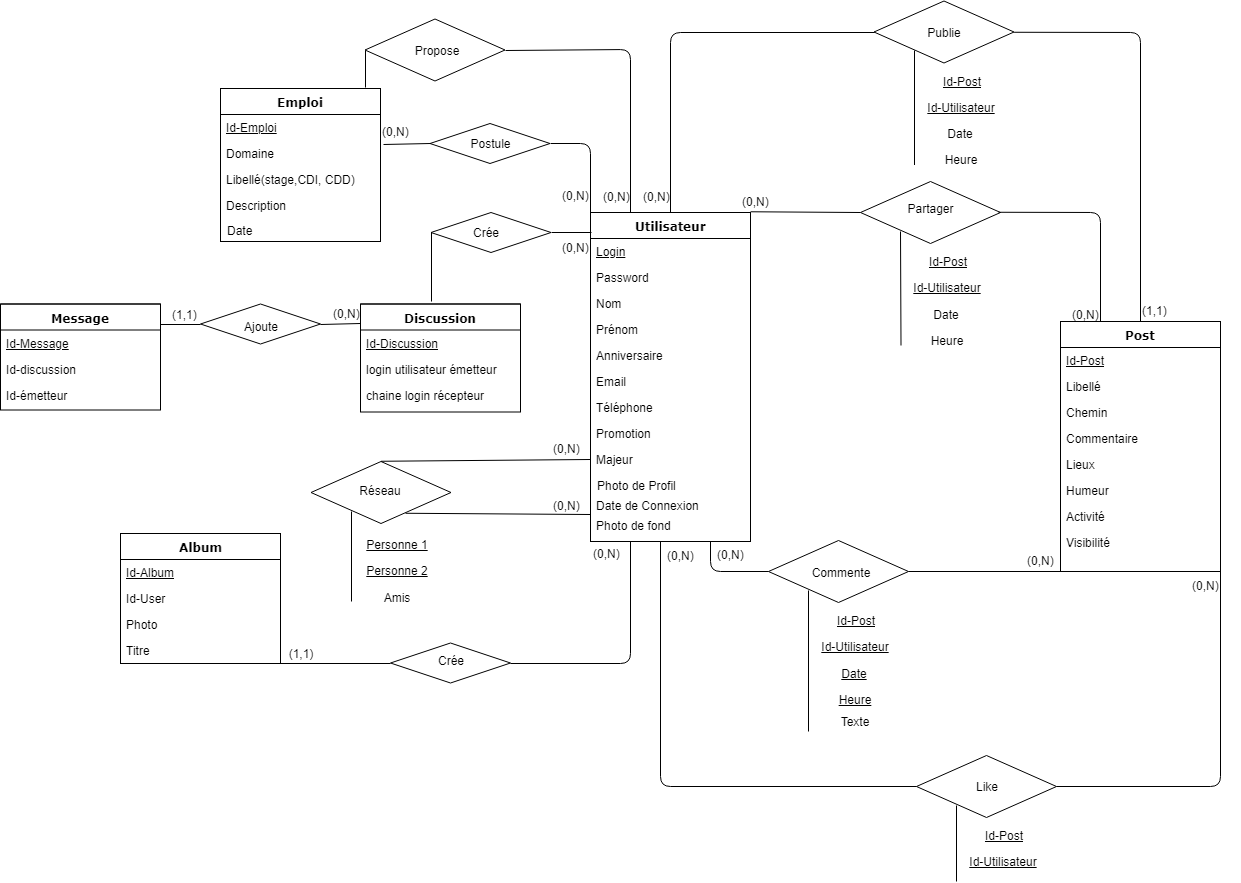 Propose
Emploi
Id-Emploi
Domaine
Libellé(stage,CDI, CDD)
Description
Date
(0,N)
Postule
(0,N)
(0,N)
(0,N)
Crée
(0,N)
Publie
Id-Post
Id-Utilisateur
Date
Heure
(0,N)
Partager
Id-Post
Id-Utilisateur
Date
Heure
(0,N)
(1,1)
Utilisateur
Login
Password
Nom
Prénom
Anniversaire
Email
Téléphone
Promotion
Majeur
Photo de Profil
Date de Connexion
Photo de fond
Message
Id-Message
Id-discussion
Id-émetteur
(1,1)
Ajoute
(0,N)
Discussion
Id-Discussion
login utilisateur émetteur
chaine login récepteur
Post
Id-Post
Libellé
Chemin
Commentaire
Lieux
Humeur
Activité
Visibilité
(0,N)
Réseau
(0,N)
Personne 1
Personne 2
Amis
Album
Id-Album
Id-User
Photo
Titre
(1,1)
Crée
(0,N)
(0,N)
(0,N)
Commente
(0,N)
(0,N)
Id-Post
Id-Utilisateur
Date
Heure
Texte
Like
Id-Post
Id-Utilisateur